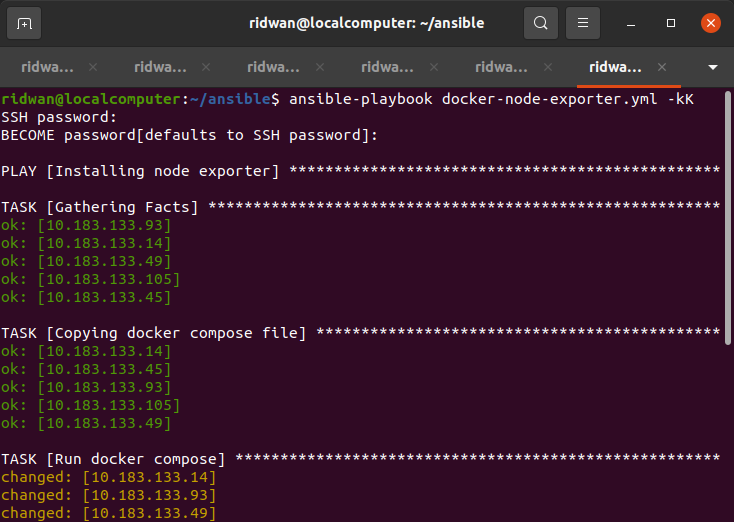 ridwan@localcomputer: ~/ansible
ridwa... × ridwa... × ridwa... × ridwa... × ridwa... × ridwa... ×
ridwan@localcomputer:~/ansible$ ansible-playbook docker-node-exporter.yml -kK
SSH password:
BECOME password[defaults to SSH password]:
PLAY [Installing node exporter] ************************************************
TASK [Gathering Facts] *********************************************************
ok: [10.183.133.93]
ok: [10.183.133.14]
ok: [10.183.133.49]
ok: [10.183.133.105]
ok: [10.183.133.45]
TASK [Copying docker compose file] *********************************************
ok: [10.183.133.14]
ok: [10.183.133.45]
ok: [10.183.133.93]
ok: [10.183.133.105]
ok: [10.183.133.49]
TASK [Run docker compose] ******************************************************
changed: [10.183.133.14]
changed: [10.183.133.93]
changed: [10.183.133.49]